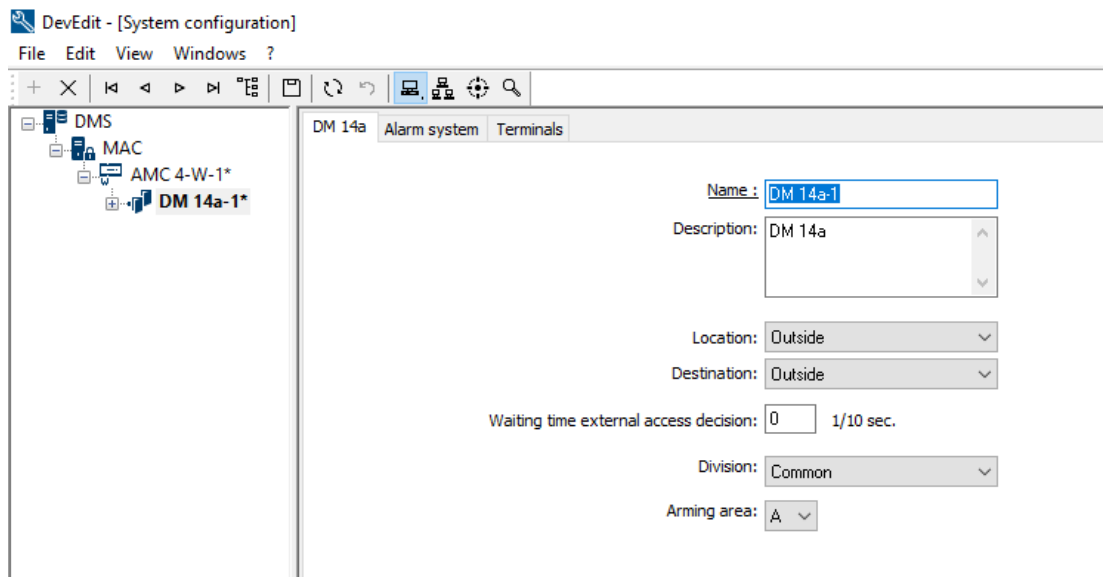 DevEdit - [System configuration]
File Edit View Windows ?
DMS
MAC
AMC 4-W-1*
DM 14a-1*
DM 14a Alarm system Terminals
Name : DM 14a-1
Description: DM 14a
Location: Outside
Destination: Outside
Waiting time external access decision: 0 1/10 sec.
Division: Common
Arming area: A